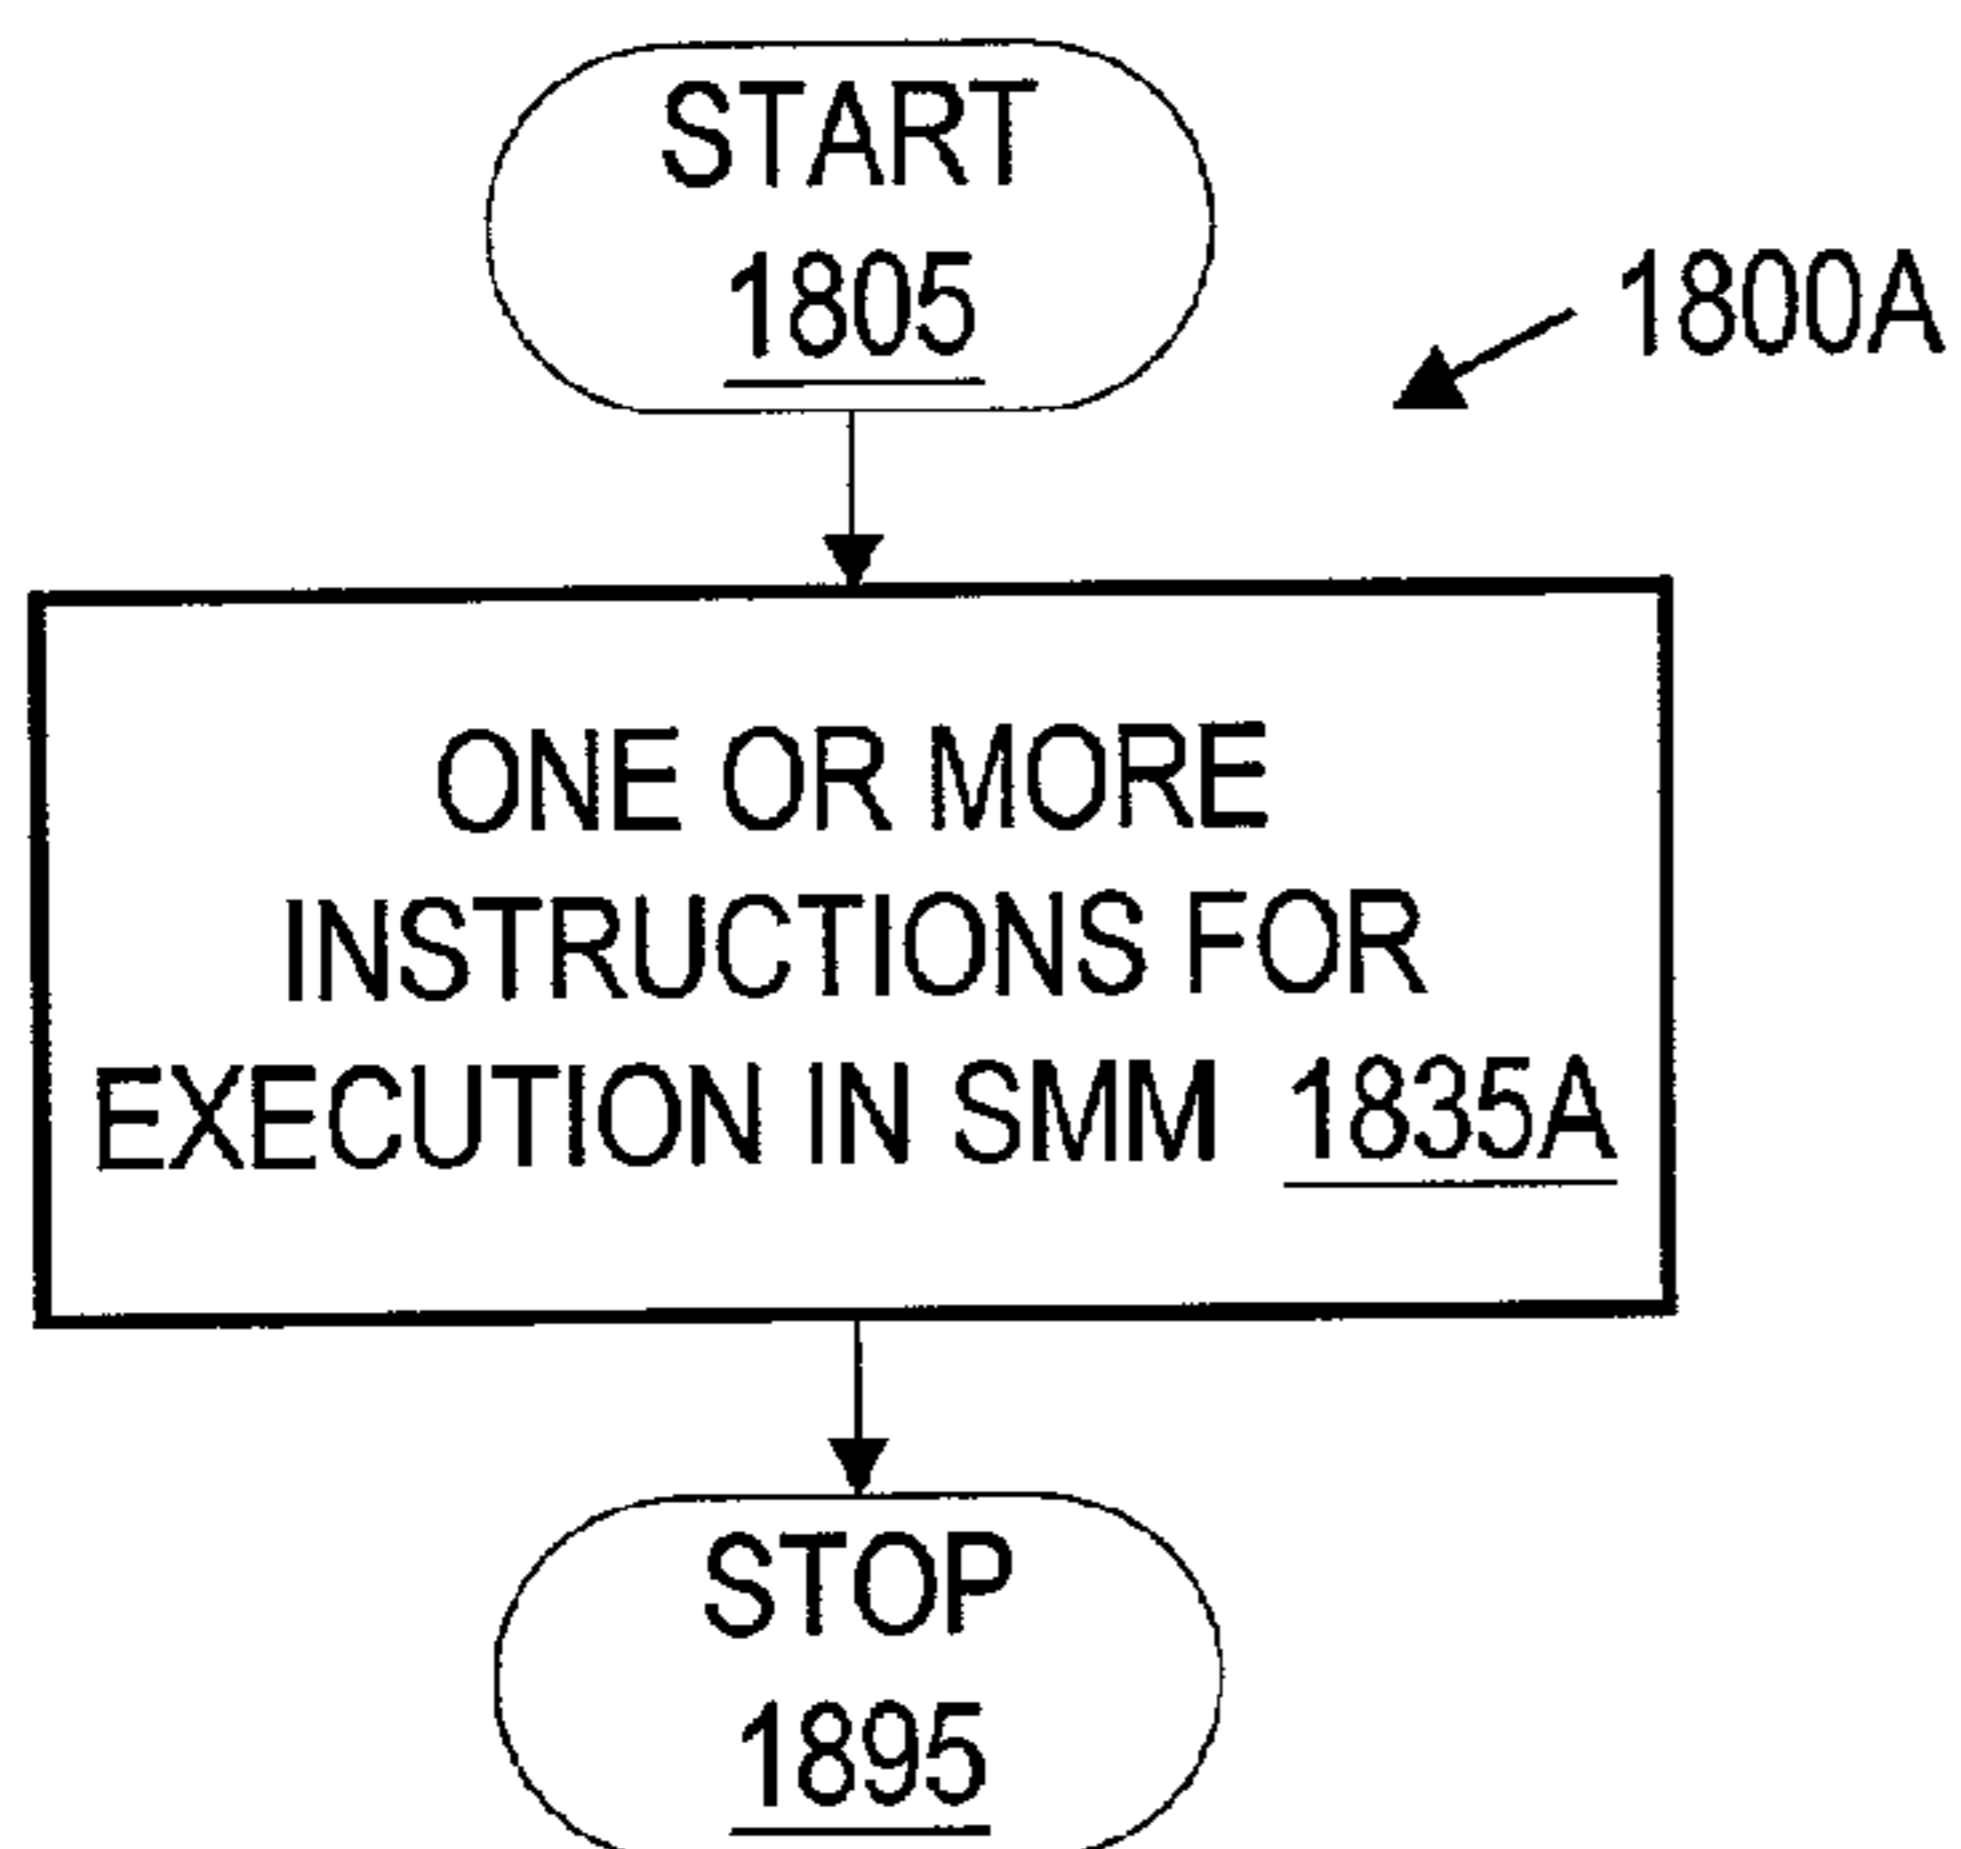 START
1805
1800A
ONE OR MORE
INSTRUCTIONS FOR
EXECUTION IN SMM 1835A
STOP
1895